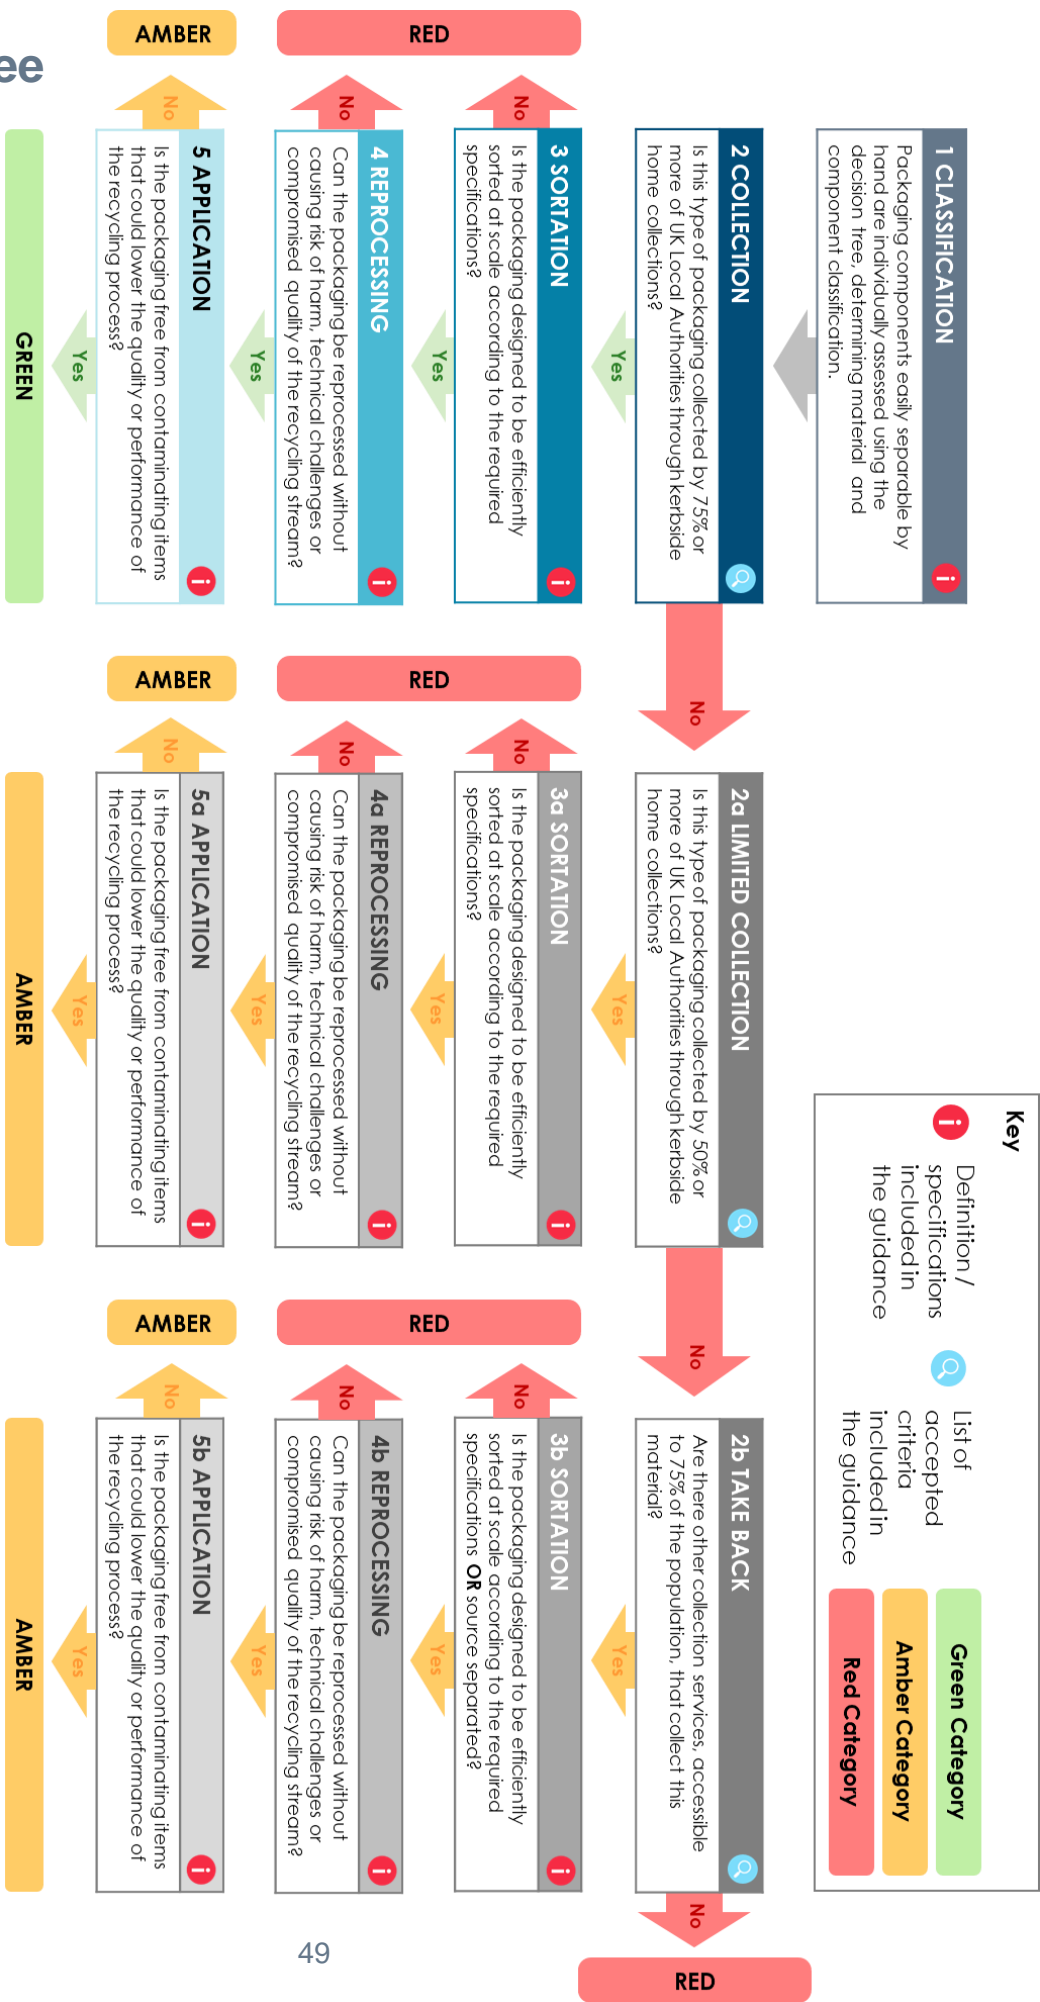 ee
1 CLASSIFICATION
Packaging components easily separable by
hand are individually assessed using the
decision tree, determining material and
component classification.
Key
Definition /
specifications
included in
the guidance
List of
accepted
criteria
included in
the guidance
Green Category
Amber Category
Red Category
2 COLLECTION
Is this type of packaging collected by 75% or
more of UK Local Authorities through kerbside
home collections?
No
2a LIMITED COLLECTION
Is this type of packaging collected by 50% or
more of UK Local Authorities through kerbside
home collections?
No
2b TAKE BACK
Are there other collection services, accessible
to 75% of the population, that collect this
material?
No
RED
Yes
Yes
Yes
RED
No
3 SORTATION
Is the packaging designed to be efficiently
sorted at scale according to the required
specifications?
RED
No
3a SORTATION
Is the packaging designed to be efficiently
sorted at scale according to the required
specifications?
RED
No
3b SORTATION
Is the packaging designed to be efficiently
sorted at scale according to the required
specifications OR source separated?
Yes
Yes
Yes
No
4 REPROCESSING
Can the packaging be reprocessed without
causing risk of harm, technical challenges or
compromised quality of the recycling stream?
No
4a REPROCESSING
Can the packaging be reprocessed without
causing risk of harm, technical challenges or
compromised quality of the recycling stream?
No
4b REPROCESSING
Can the packaging be reprocessed without
causing risk of harm, technical challenges or
compromised quality of the recycling stream?
Yes
Yes
Yes
AMBER
No
5 APPLICATION
Is the packaging free from contaminating items
that could lower the quality or performance of
the recycling process?
AMBER
No
5a APPLICATION
Is the packaging free from contaminating items
that could lower the quality or performance of
the recycling process?
AMBER
No
5b APPLICATION
Is the packaging free from contaminating items
that could lower the quality or performance of
the recycling process?
Yes
Yes
Yes
GREEN
AMBER
AMBER
49